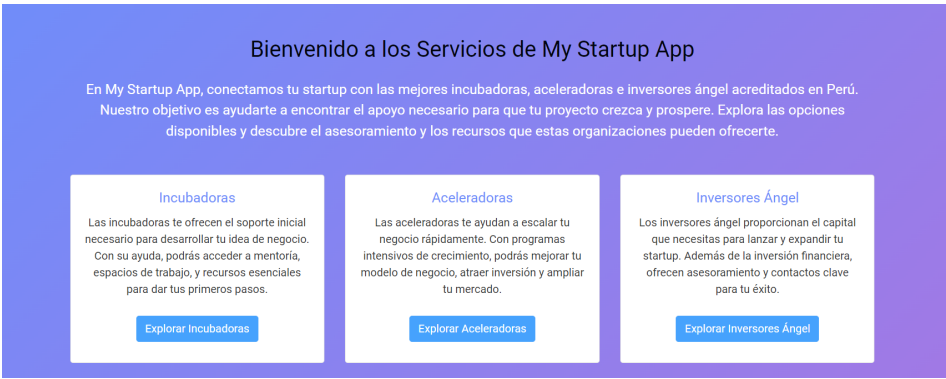 Bienvenido a los Servicios de My Startup App
En My Startup App, conectamos tu startup con las mejores incubadoras, aceleradoras e inversores ángel acreditados en Perú.
Nuestro objetivo es ayudarte a encontrar el apoyo necesario para que tu proyecto crezca y prospere. Explora las opciones
disponibles y descubre el asesoramiento y los recursos que estas organizaciones pueden ofrecerte.
Incubadoras
Las incubadoras te ofrecen el soporte inicial
necesario para desarrollar tu idea de negocio.
Con su ayuda, podrás acceder a mentoría,
espacios de trabajo, y recursos esenciales
para dar tus primeros pasos.
Explorar Incubadoras
Aceleradoras
Las aceleradoras te ayudan a escalar tu
negocio rápidamente. Con programas
intensivos de crecimiento, podrás mejorar tu
modelo de negocio, atraer inversión y ampliar
tu mercado.
Explorar Aceleradoras
Inversores Ángel
Los inversores ángel proporcionan el capital
que necesitas para lanzar y expandir tu
startup. Además de la inversión financiera,
ofrecen asesoramiento y contactos clave
para tu éxito.
Explorar Inversores Ángel